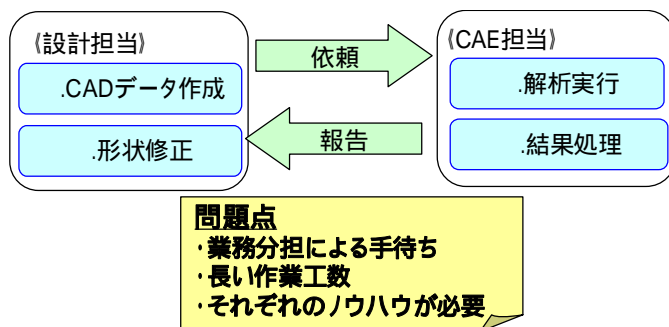 《設計担当》
.CADデータ作成
.形状修正
依頼
報告
《CAE担当》
.解析実行
.結果処理
問題点
・業務分担による手待ち
・長い作業工数
・それぞれのノウハウが必要